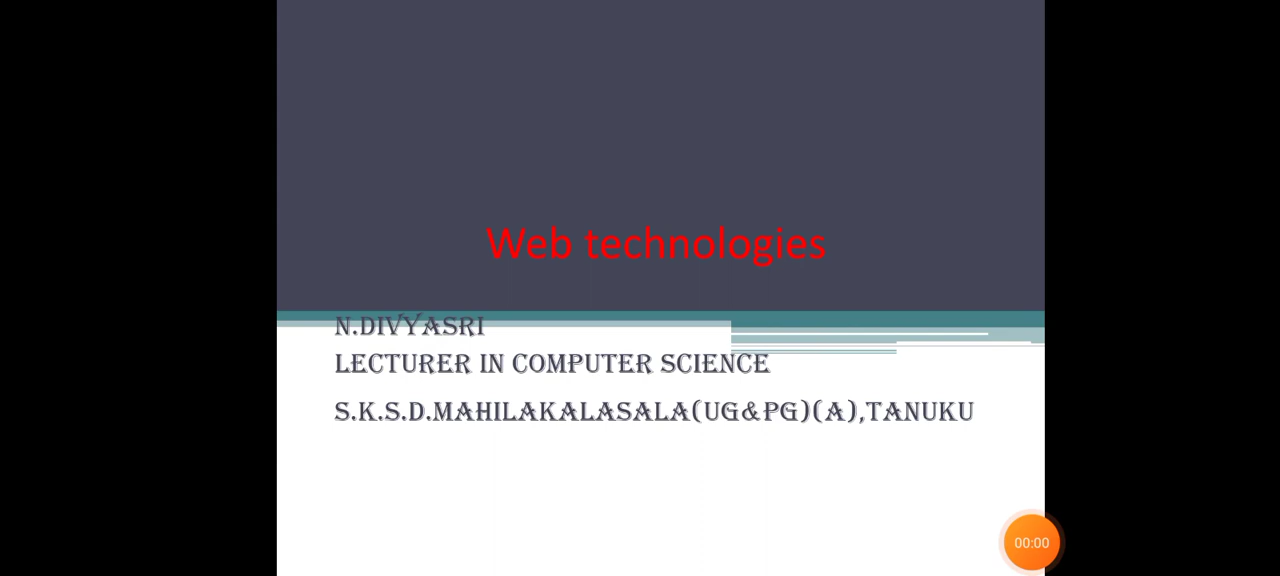 Web technologies
N.DIVYASRI
LECTURER IN COMPUTER SCIENCE
S.K.S.D.MAHILAKALASALA(UG&PG)(A),TANUKU
00:00